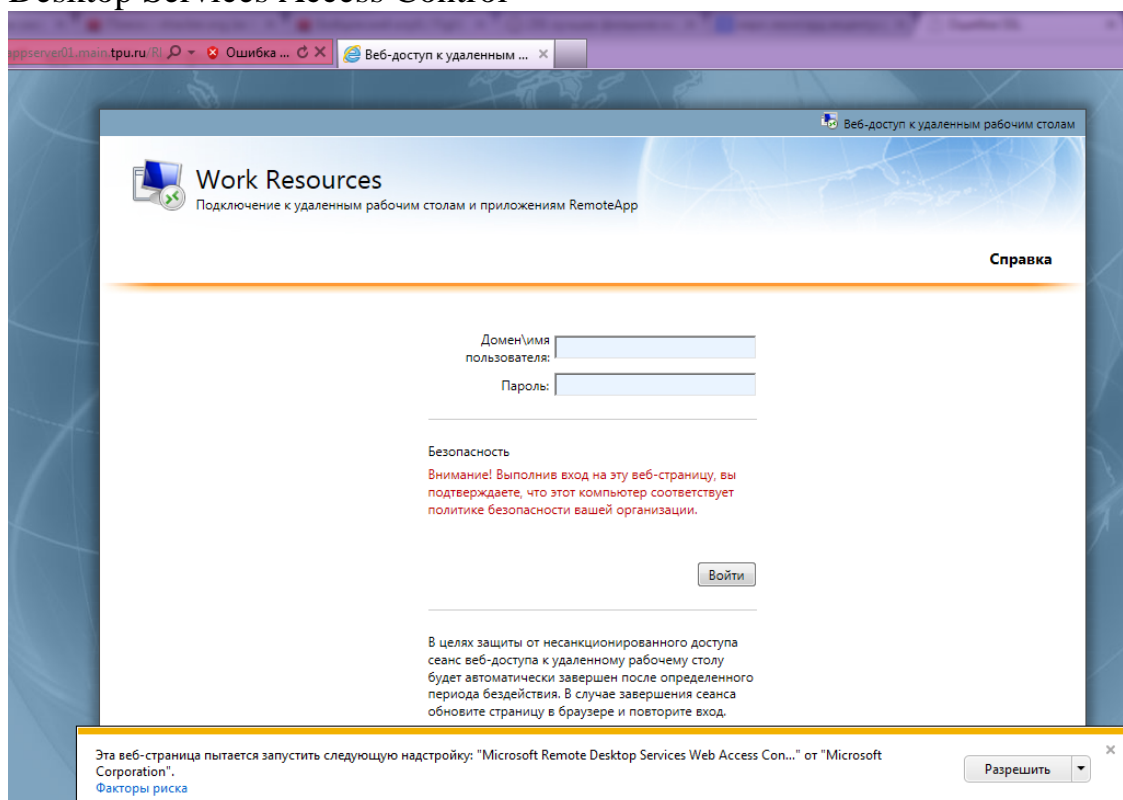 Desktop Services Access Control
appserver01.main.tpu.ru/R Ошибка ... Веб-доступ к удаленным ...
Веб-доступ к удаленным рабочим столам
Work Resources
Подключение к удаленным рабочим столам и приложениям RemoteApp
Справка
Домен\имя
пользователя:
Пароль:
Безопасность
Внимание! Выполнив вход на эту веб-страницу, вы
подтверждаете, что этот компьютер соответствует
политике безопасности вашей организации.
Войти
В целях защиты от несанкционированного доступа
сеанс веб-доступа к удаленному рабочему столу
будет автоматически завершен после определенного
периода бездействия. В случае завершения сеанса
обновите страницу в браузере и повторите вход.
Эта веб-страница пытается запустить следующую надстройку: "Microsoft Remote Desktop Services Web Access Con..." от "Microsoft
Corporation".
Разрешить
Факторы риска